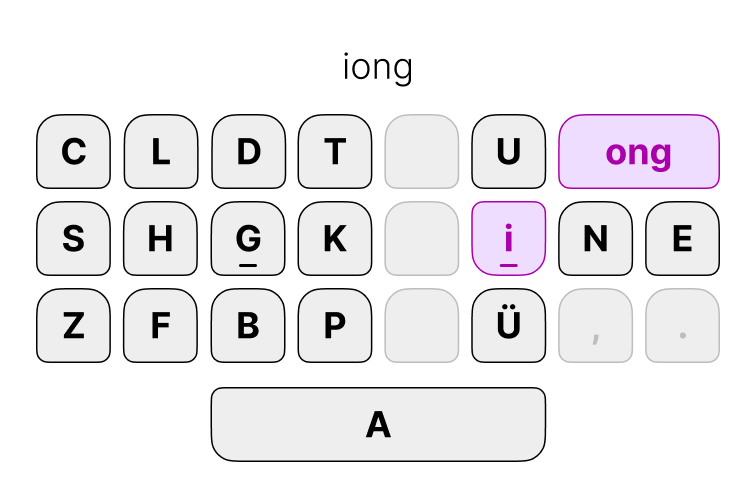 iong
C L D T U ong
S H G K i N E
Z F B P Ü , .
A